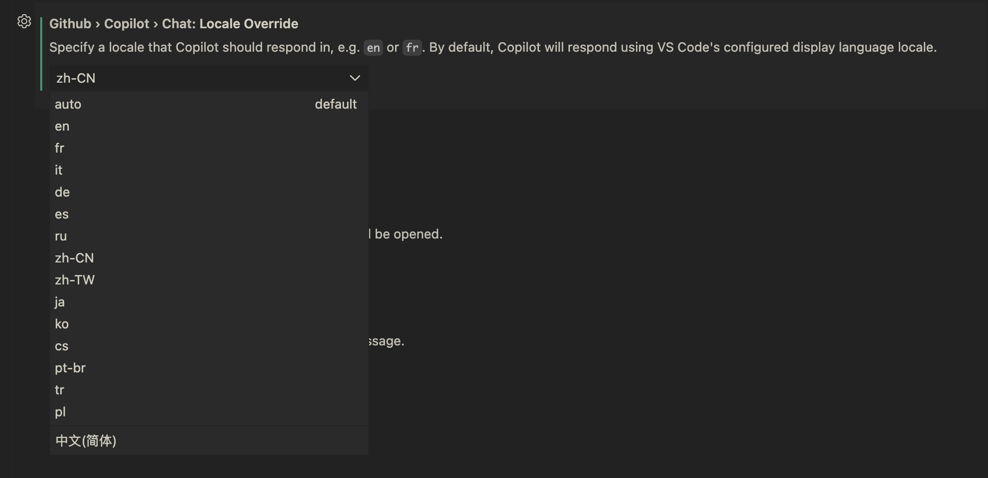 Github › Copilot › Chat: Locale Override
Specify a locale that Copilot should respond in, e.g. en or fr. By default, Copilot will respond using VS Code's configured display language locale.
zh-CN
auto default
en
fr
it
de
es
ru
be opened.
zh-CN
zh-TW
ja
ko
ssage.
cs
pt-br
tr
pl
中文(简体)